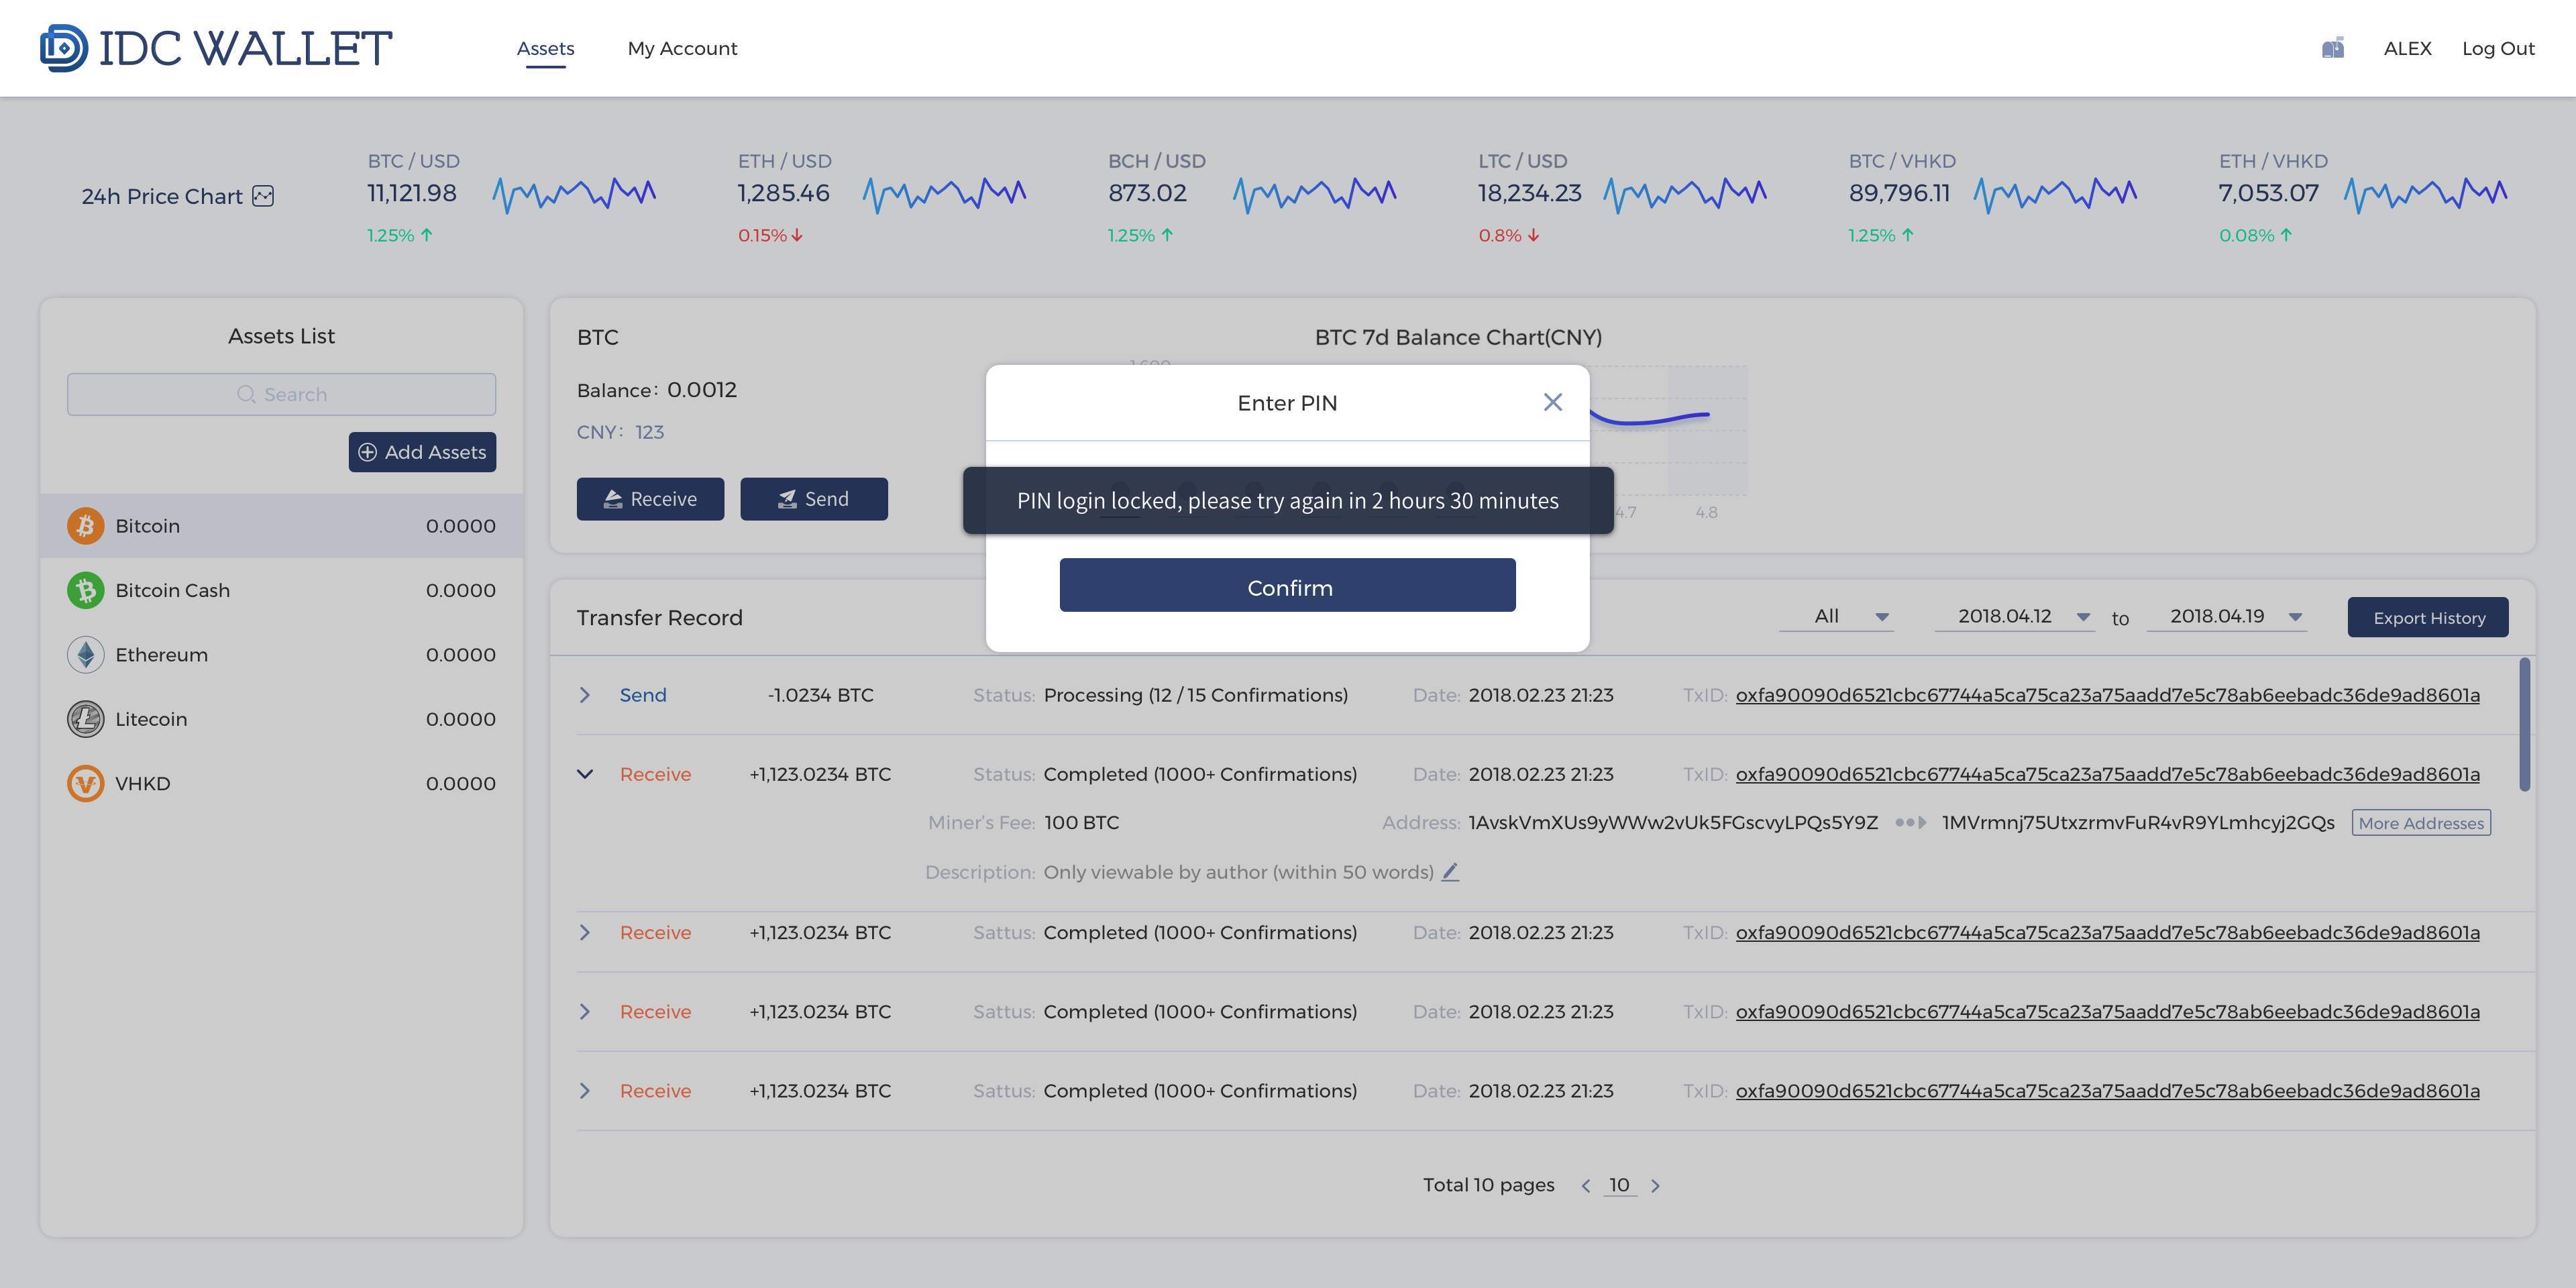 IDC WALLET
Assets
My Account
ALEX
Log Out
24h Price Chart
BTC / USD
11,121.98
1.25%
ETH / USD
1,285.46
0.15%
BCH / USD
873.02
1.25%
LTC / USD
18,234.23
0.8%
BTC / VHKD
89,796.11
1.25%
ETH / VHKD
7,053.07
0.08%
Assets List
Search
Add Assets
Bitcoin 0.0000
Bitcoin Cash 0.0000
Ethereum 0.0000
Litecoin 0.0000
VHKD 0.0000
BTC
Balance: 0.0012
CNY: 123
Receive
Send
BTC 7d Balance Chart(CNY)
4.7
4.8
Enter PIN
PIN login locked, please try again in 2 hours 30 minutes
Confirm
Transfer Record
All
2018.04.12 to 2018.04.19
Export History
Send -1.0234 BTC Status: Processing (12 / 15 Confirmations) Date: 2018.02.23 21:23 TxID: oxfa90090d6521cbc67744a5ca75ca23a75aadd7e5c78ab6eebadc36de9ad8601a
Receive +1,123.0234 BTC Status: Completed (1000+ Confirmations) Date: 2018.02.23 21:23 TxID: oxfa90090d6521cbc67744a5ca75ca23a75aadd7e5c78ab6eebadc36de9ad8601a
Miner's Fee: 100 BTC Address: 1AvskVmXUs9yWWw2vUk5FGscvyLPQs5Y9Z 1MVrmnj75UtxzrmvFuR4vR9YLmhcyj2GQs More Addresses
Description: Only viewable by author (within 50 words)
Receive +1,123.0234 BTC Sattus: Completed (1000+ Confirmations) Date: 2018.02.23 21:23 TxID: oxfa90090d6521cbc67744a5ca75ca23a75aadd7e5c78ab6eebadc36de9ad8601a
Receive +1,123.0234 BTC Sattus: Completed (1000+ Confirmations) Date: 2018.02.23 21:23 TxID: oxfa90090d6521cbc67744a5ca75ca23a75aadd7e5c78ab6eebadc36de9ad8601a
Receive +1,123.0234 BTC Sattus: Completed (1000+ Confirmations) Date: 2018.02.23 21:23 TxID: oxfa90090d6521cbc67744a5ca75ca23a75aadd7e5c78ab6eebadc36de9ad8601a
Total 10 pages < 10 >